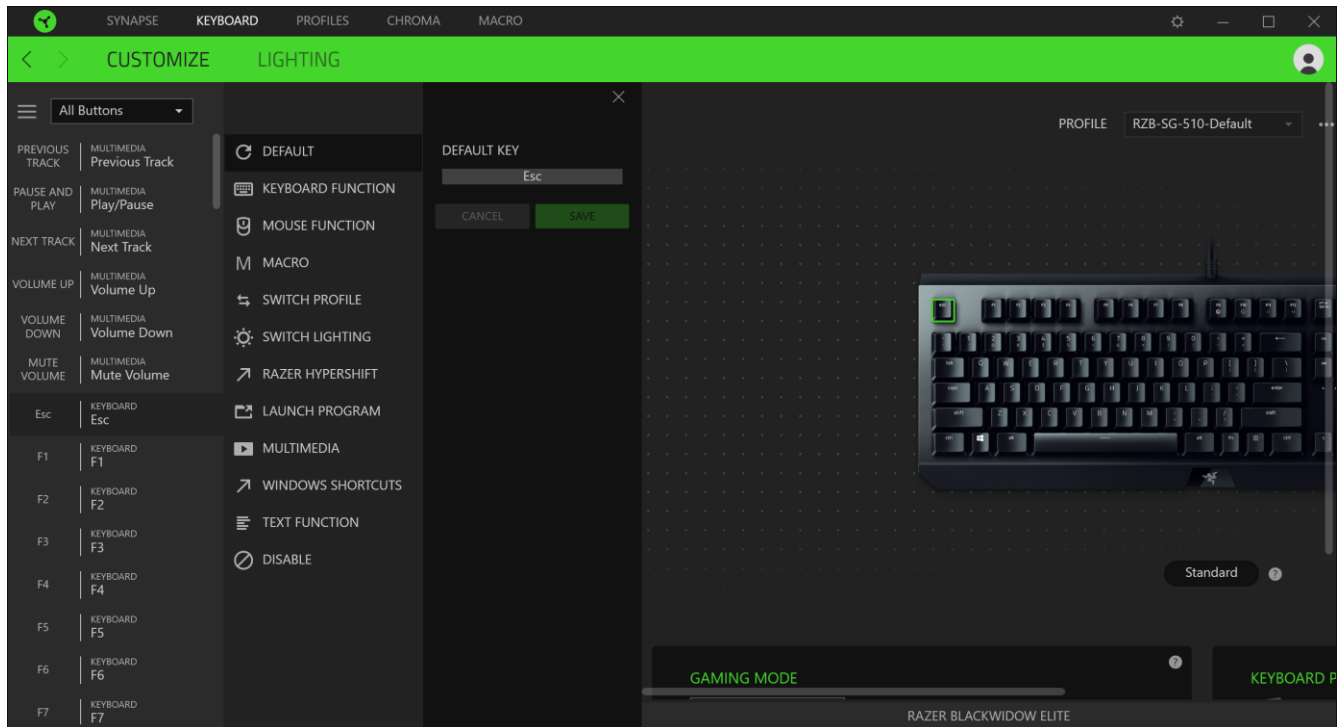 SYNAPSE KEYBOARD PROFILES CHROMA MACRO
CUSTOMIZE LIGHTING
All Buttons
PREVIOUS TRACK
MULTIMEDIA
Previous Track
PAUSE AND PLAY
MULTIMEDIA
Play/Pause
NEXT TRACK
MULTIMEDIA
Next Track
VOLUME UP
MULTIMEDIA
Volume Up
VOLUME DOWN
MULTIMEDIA
Volume Down
MUTE VOLUME
MULTIMEDIA
Mute Volume
Esc
KEYBOARD
Esc
F1
KEYBOARD
F1
F2
KEYBOARD
F2
F3
KEYBOARD
F3
F4
KEYBOARD
F4
F5
KEYBOARD
F5
F6
KEYBOARD
F6
F7
KEYBOARD
F7
DEFAULT
KEYBOARD FUNCTION
MOUSE FUNCTION
MACRO
SWITCH PROFILE
SWITCH LIGHTING
RAZER HYPERSHIFT
LAUNCH PROGRAM
MULTIMEDIA
WINDOWS SHORTCUTS
TEXT FUNCTION
DISABLE
DEFAULT KEY
Esc
CANCEL SAVE
PROFILE RZB-SG-510-Default
Standard
GAMING MODE
KEYBOARD P
RAZER BLACKWIDOW ELITE